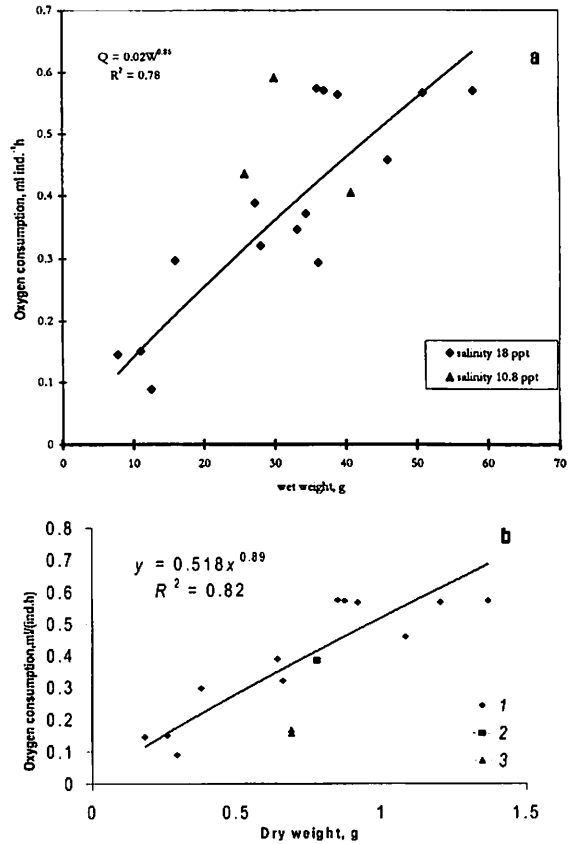 0.7
0.6
0.5
0.4
0.3
0.2
0.1
0
Oxygen consumption, ml ind.⁻¹h
Q = 0.02W⁰·⁸⁵
R² = 0.78
a
salinity 18 ppt
salinity 10.8 ppt
0 10 20 30 40 50 60 70
wet weight, g
0.8
0.7
0.6
0.5
0.4
0.3
0.2
0.1
0
Oxygen consumption,ml/(ind.h)
y = 0.518x⁰·⁸⁹
R² = 0.82
b
1
2
3
0 0.5 1 1.5
Dry weight, g